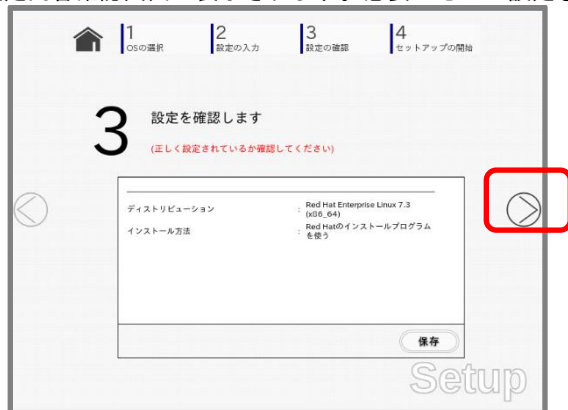 1
OSの選択
2
設定の入力
3
設定の確認
4
セットアップの開始
3
設定を確認します
(正しく設定されているか確認してください)
ディストリビューション : Red Hat Enterprise Linux 7.3
(x86_64)
インストール方法 : Red Hatのインストールプログラム
を使う
保存
Setup